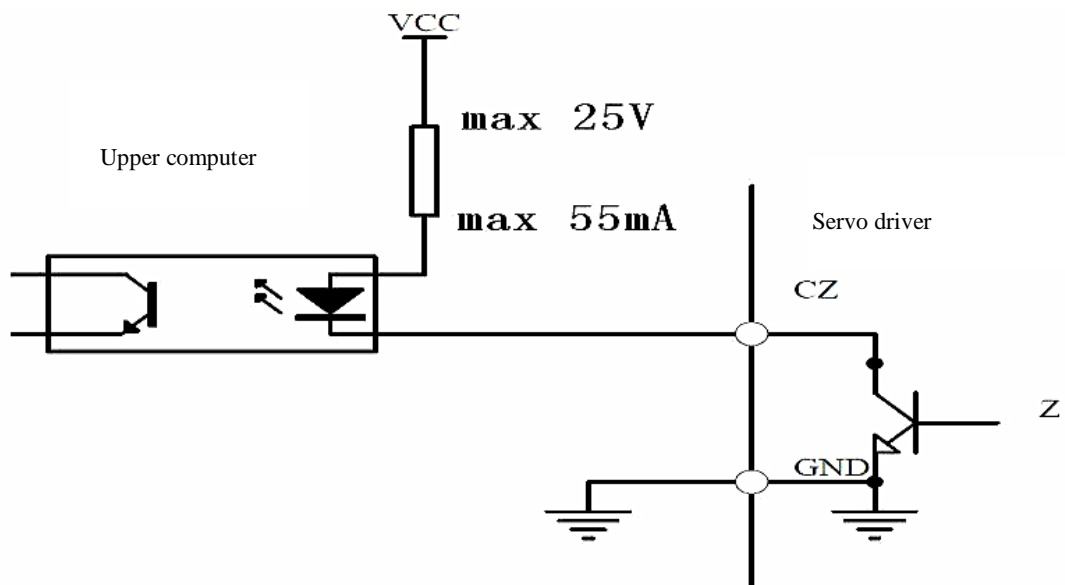 VCC
max 25V
Upper computer
max 55mA
Servo driver
CZ
Z
GND